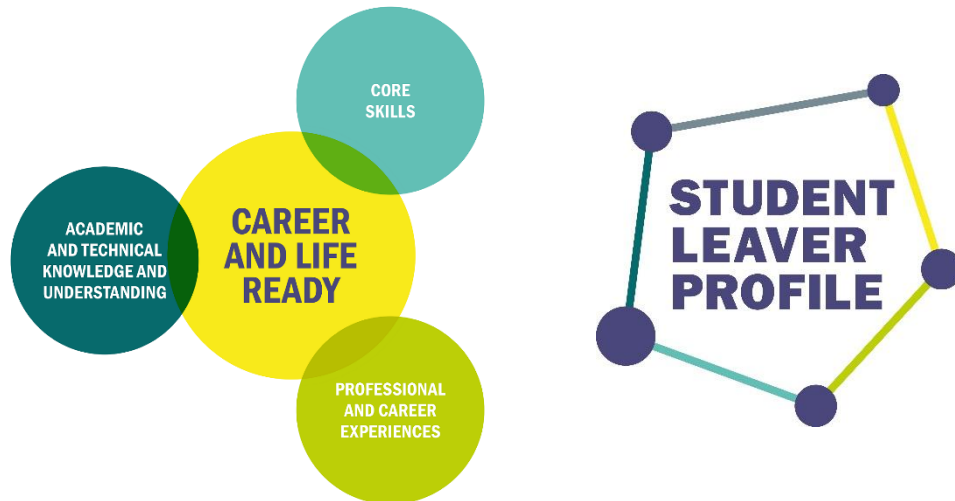 CORE
SKILLS
ACADEMIC
AND TECHNICAL
KNOWLEDGE AND
UNDERSTANDING
CAREER
AND LIFE
READY
PROFESSIONAL
AND CAREER
EXPERIENCES
STUDENT
LEAVER
PROFILE